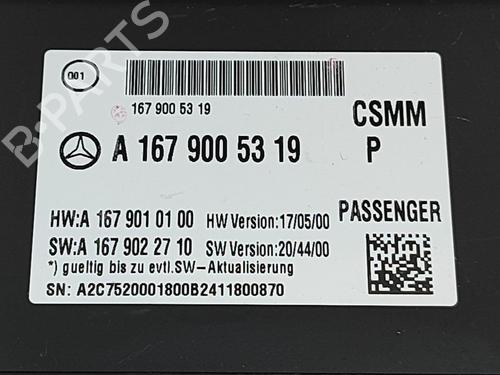 001
167 900 53 19
CSMM
A 167 900 53 19
P
HW:A 167 901 01 00 HW Version:17/05/00
PASSENGER
SW:A 167 902 27 10 SW Version:20/44/00
*) gueltig bis zu evtl.SW-Aktualisierung
SN: A2C7520001800B2411800870
B-PARTS